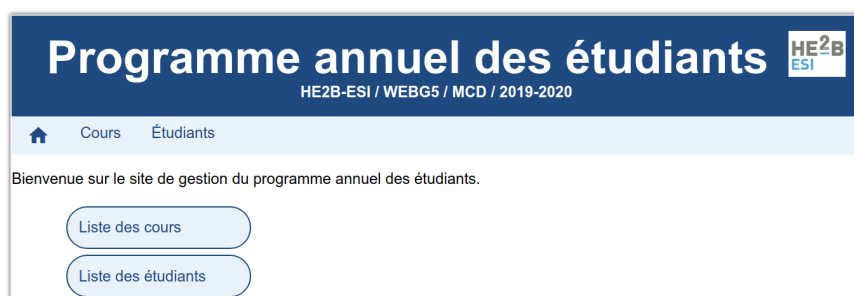 Programme annuel des étudiants
HE2B
ESI
HE2B-ESI / WEBG5 / MCD / 2019-2020
Cours Étudiants
Bienvenue sur le site de gestion du programme annuel des étudiants.
Liste des cours
Liste des étudiants